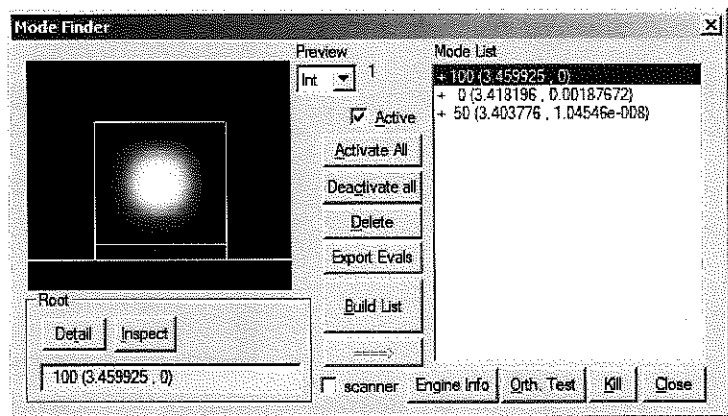 Mode Finder
Preview
Int 1
Active
Activate All
Deactivate all
Delete
Export Evals
Build List
====>
scanner
Mode List
+ 100 (3.459925 , 0)
+ 0 (3.418196 , 0.00187672)
+ 50 (3.403776 , 1.04546e-008)
Root
Detail Inspect
100 (3.459925 , 0)
Engine Info Orth. Test Kill Close